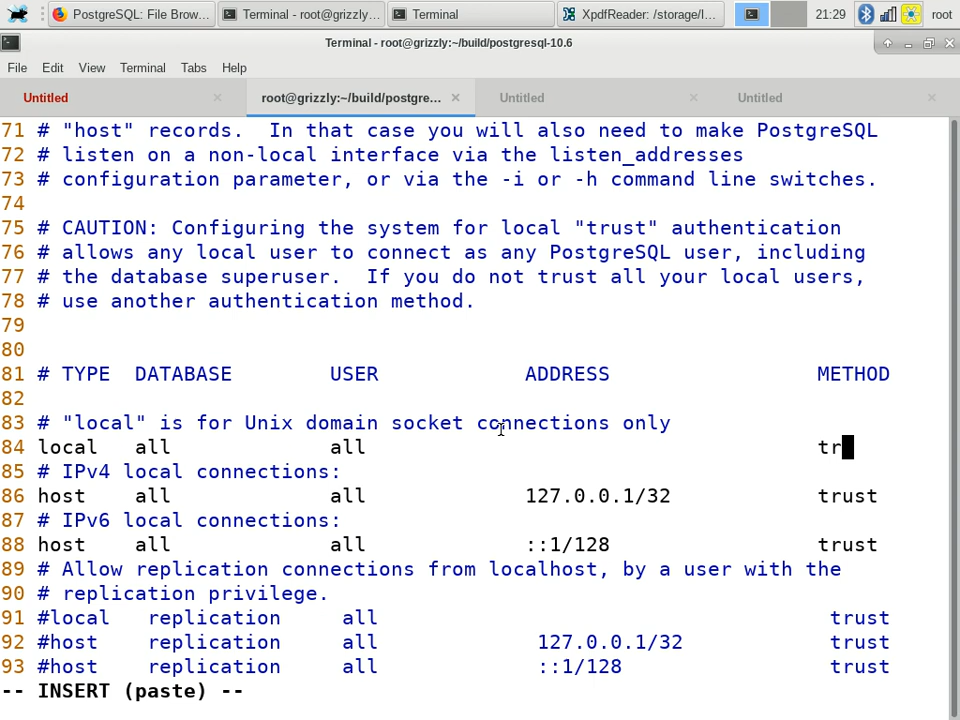 PostgreSQL: File Brow... Terminal - root@grizzly:... Terminal XpdfReader: /storage/l... 21:29 root
Terminal - root@grizzly:~/build/postgresql-10.6
File Edit View Terminal Tabs Help
Untitled root@grizzly:~/build/postgre... Untitled Untitled
71 # "host" records.  In that case you will also need to make PostgreSQL
72 # listen on a non-local interface via the listen_addresses
73 # configuration parameter, or via the -i or -h command line switches.
74
75 # CAUTION: Configuring the system for local "trust" authentication
76 # allows any local user to connect as any PostgreSQL user, including
77 # the database superuser.  If you do not trust all your local users,
78 # use another authentication method.
79
80
81 # TYPE  DATABASE        USER            ADDRESS                 METHOD
82
83 # "local" is for Unix domain socket connections only
84 local   all             all                                     tr
85 # IPv4 local connections:
86 host    all             all             127.0.0.1/32            trust
87 # IPv6 local connections:
88 host    all             all             ::1/128                 trust
89 # Allow replication connections from localhost, by a user with the
90 # replication privilege.
91 #local   replication     all                                     trust
92 #host    replication     all             127.0.0.1/32            trust
93 #host    replication     all             ::1/128                 trust
-- INSERT (paste) --